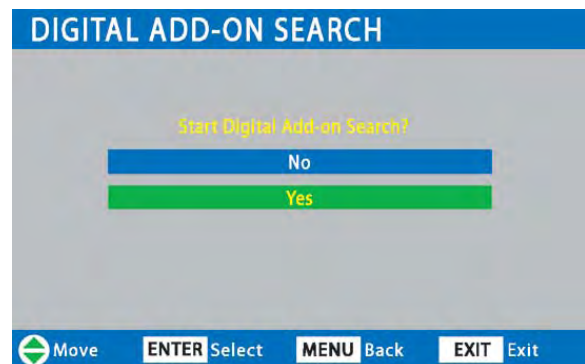 DIGITAL ADD-ON SEARCH
Start Digital Add-on Search?
No
Yes
Move ENTER Select MENU Back EXIT Exit